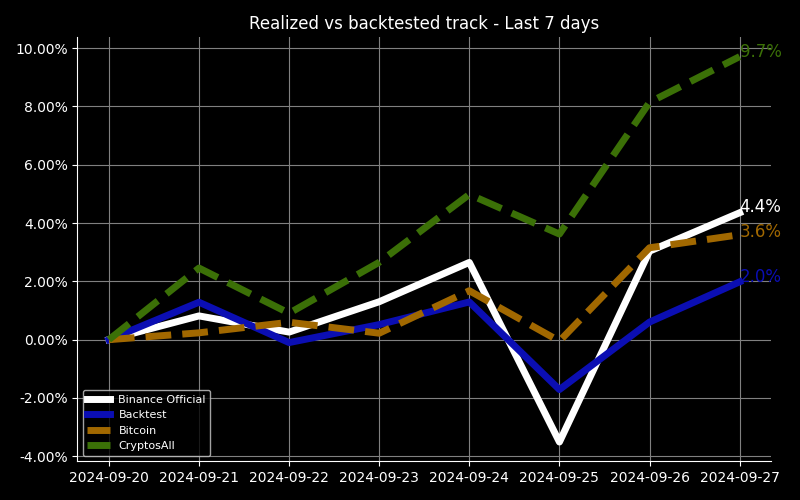 Realized vs backtested track - Last 7 days
10.00%
8.00%
6.00%
4.00%
2.00%
0.00%
-2.00%
-4.00%
9.7%
4.4%
3.6%
2.0%
Binance Official
Backtest
Bitcoin
CryptosAll
2024-09-20 2024-09-21 2024-09-22 2024-09-23 2024-09-24 2024-09-25 2024-09-26 2024-09-27